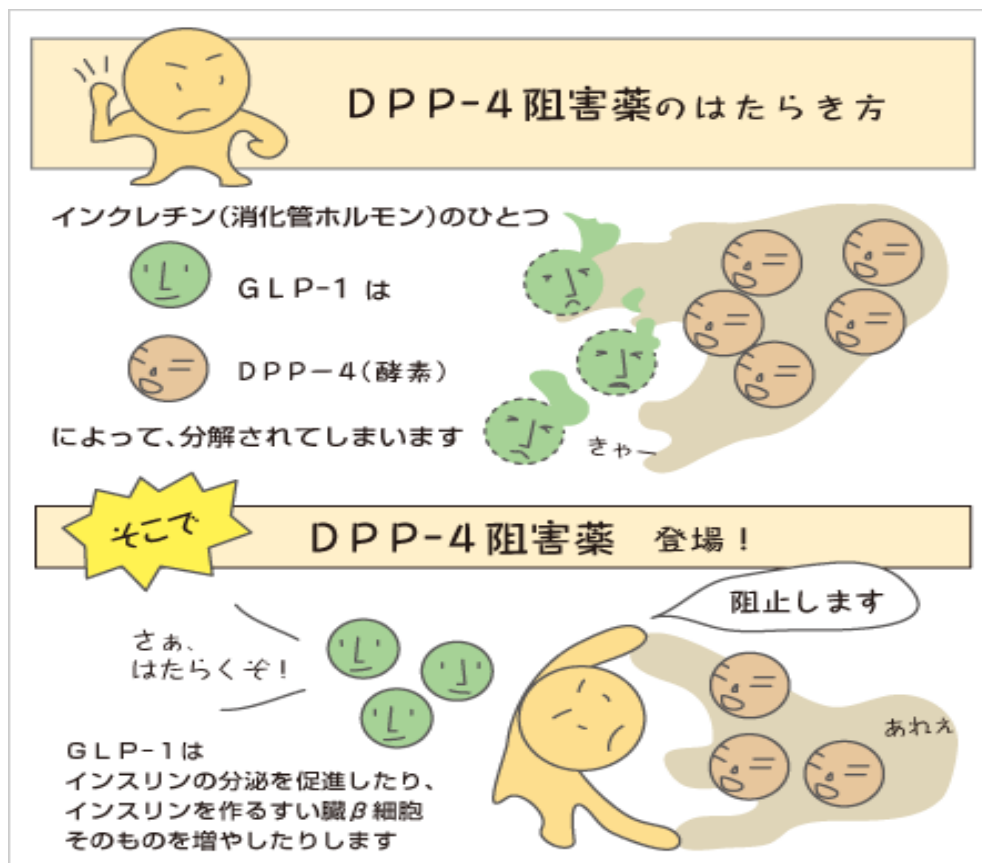 DPP-4阻害薬のはたらき方
インクレチン(消化管ホルモン)のひとつ
GLP-1 は
DPP−4(酵素)
によって、分解されてしまいます
きゃー
そこで
DPP-4阻害薬 登場!
阻止します
さぁ、
はたらくぞ!
あれぇ
GLP-1は
インスリンの分泌を促進したり、
インスリンを作るすい臓β細胞
そのものを増やしたりします